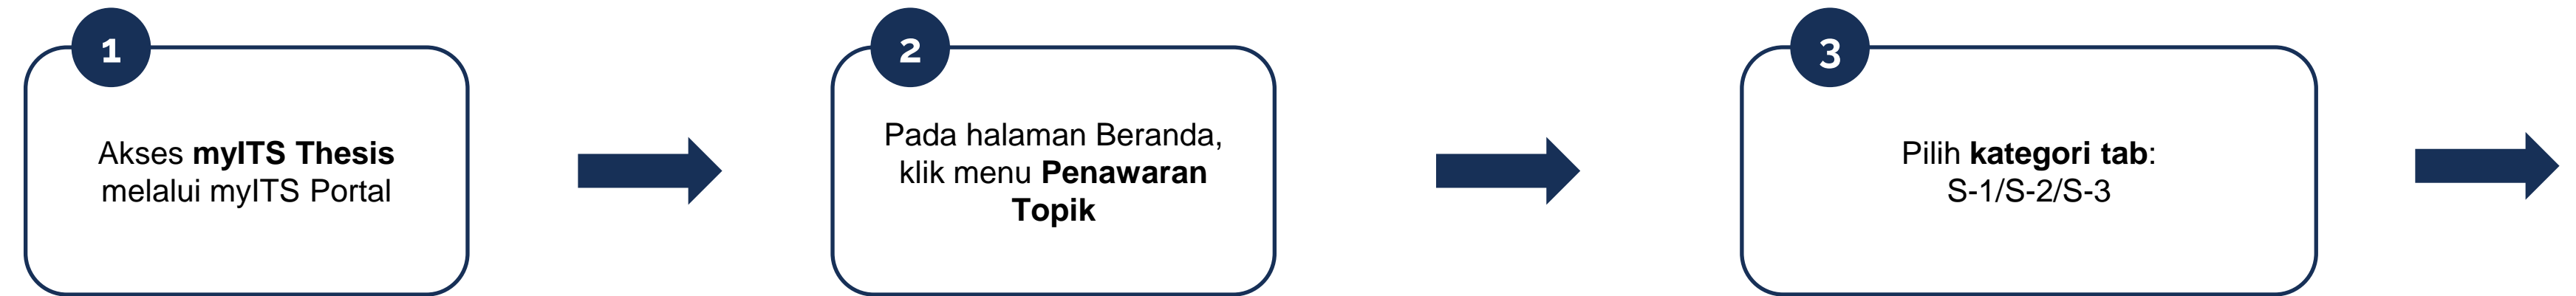 1
Akses myITS Thesis
melalui myITS Portal
2
Pada halaman Beranda,
klik menu Penawaran
Topik
3
Pilih kategori tab:
S-1/S-2/S-3